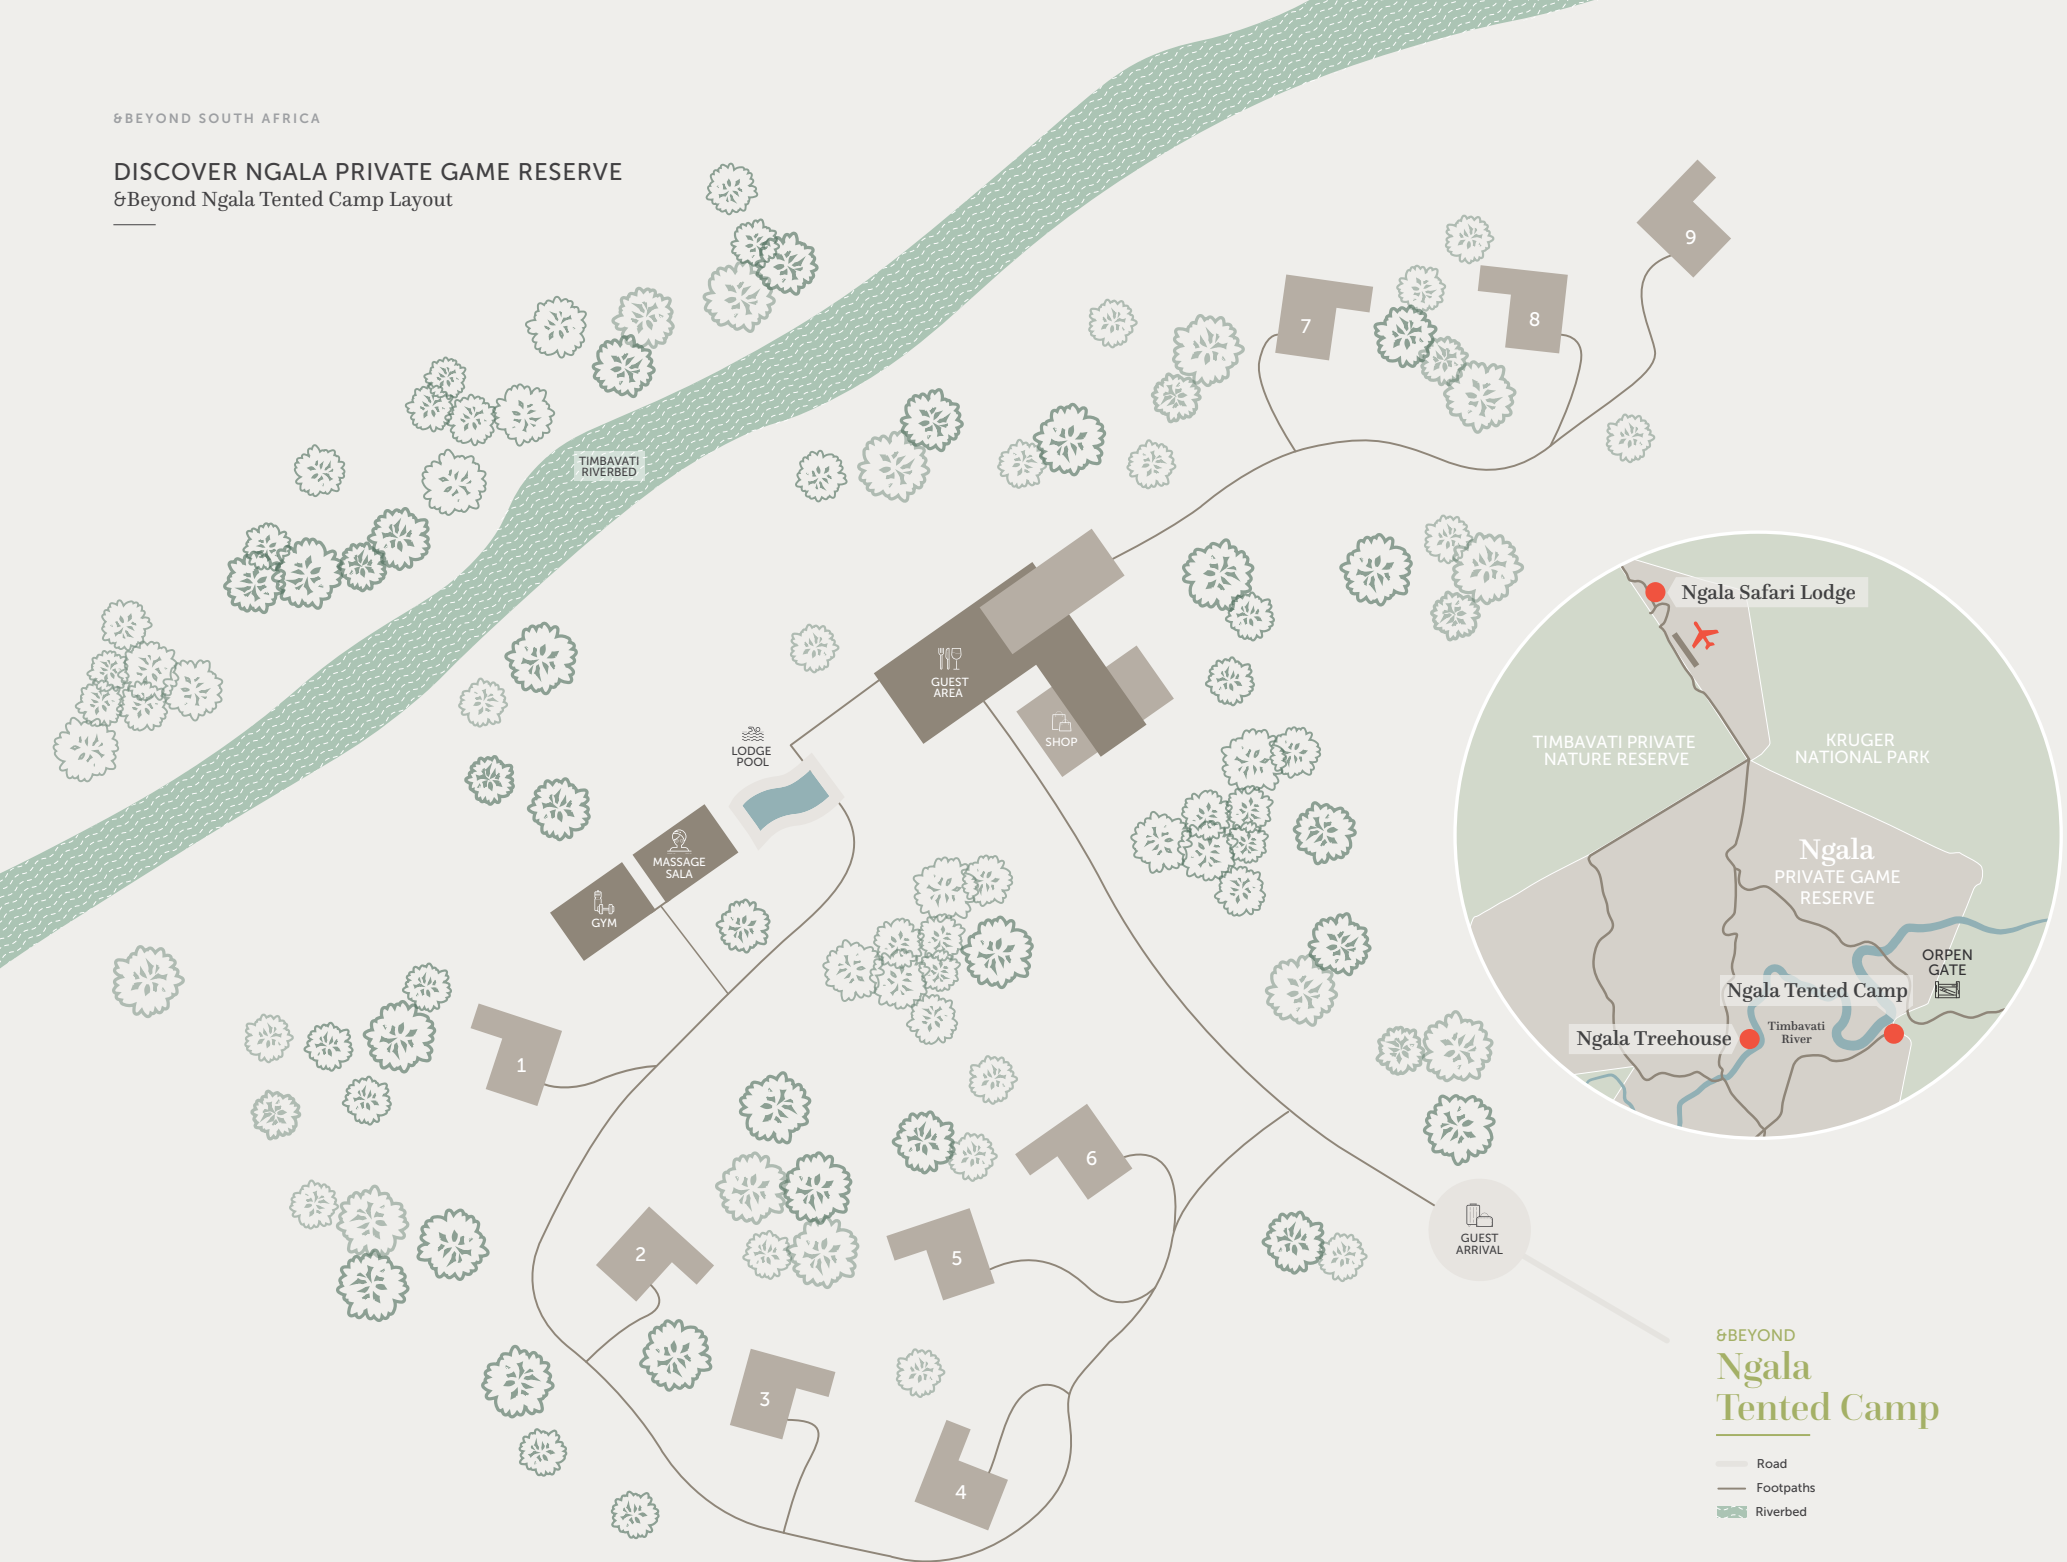 &BEYOND SOUTH AFRICA
DISCOVER NGALA PRIVATE GAME RESERVE
&Beyond Ngala Tented Camp Layout
TIMBAVATI
RIVERBED
9
7
8
GUEST
AREA
SHOP
LODGE
POOL
MASSAGE
SALA
GYM
1
2
3
4
5
6
GUEST
ARRIVAL
Ngala Safari Lodge
TIMBAVATI PRIVATE
NATURE RESERVE
KRUGER
NATIONAL PARK
Ngala
PRIVATE GAME
RESERVE
ORPEN
GATE
Ngala Tented Camp
Ngala Treehouse
Timbavati
River
&BEYOND
Ngala
Tented Camp
Road
Footpaths
Riverbed